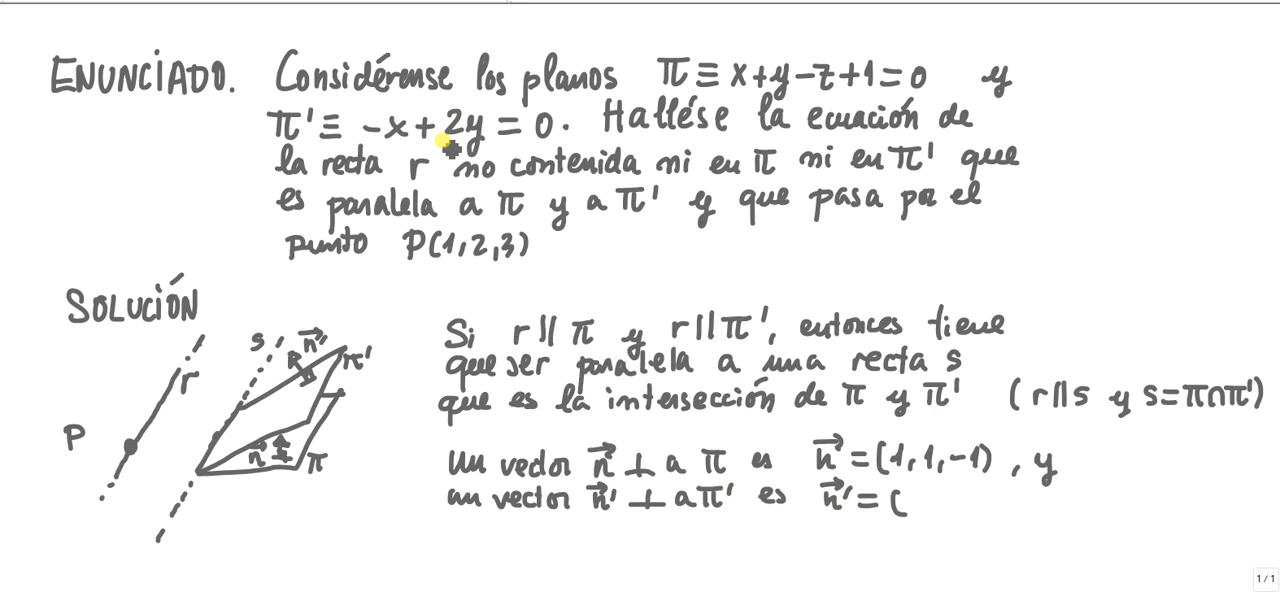 ENUNCIADO. Considérense los planos π ≡ x+y-z+1=0 y
π' ≡ -x+2y=0. Hallése la ecuación de
la recta r no contenida ni en π ni en π' que
es paralela a π y a π' y que pasa por el
punto P(1,2,3)
SOLUCIÓN
Si r∥π y r∥π', entonces tiene
que ser paralela a una recta s
que es la intersección de π y π' (r∥s y s=π∩π')
Un vector n⃗ ⊥ a π es n⃗=(1,1,-1), y
un vector n⃗' ⊥ a π' es n⃗'=(
r
P
s
n⃗'
π'
n⃗
π
1 / 1